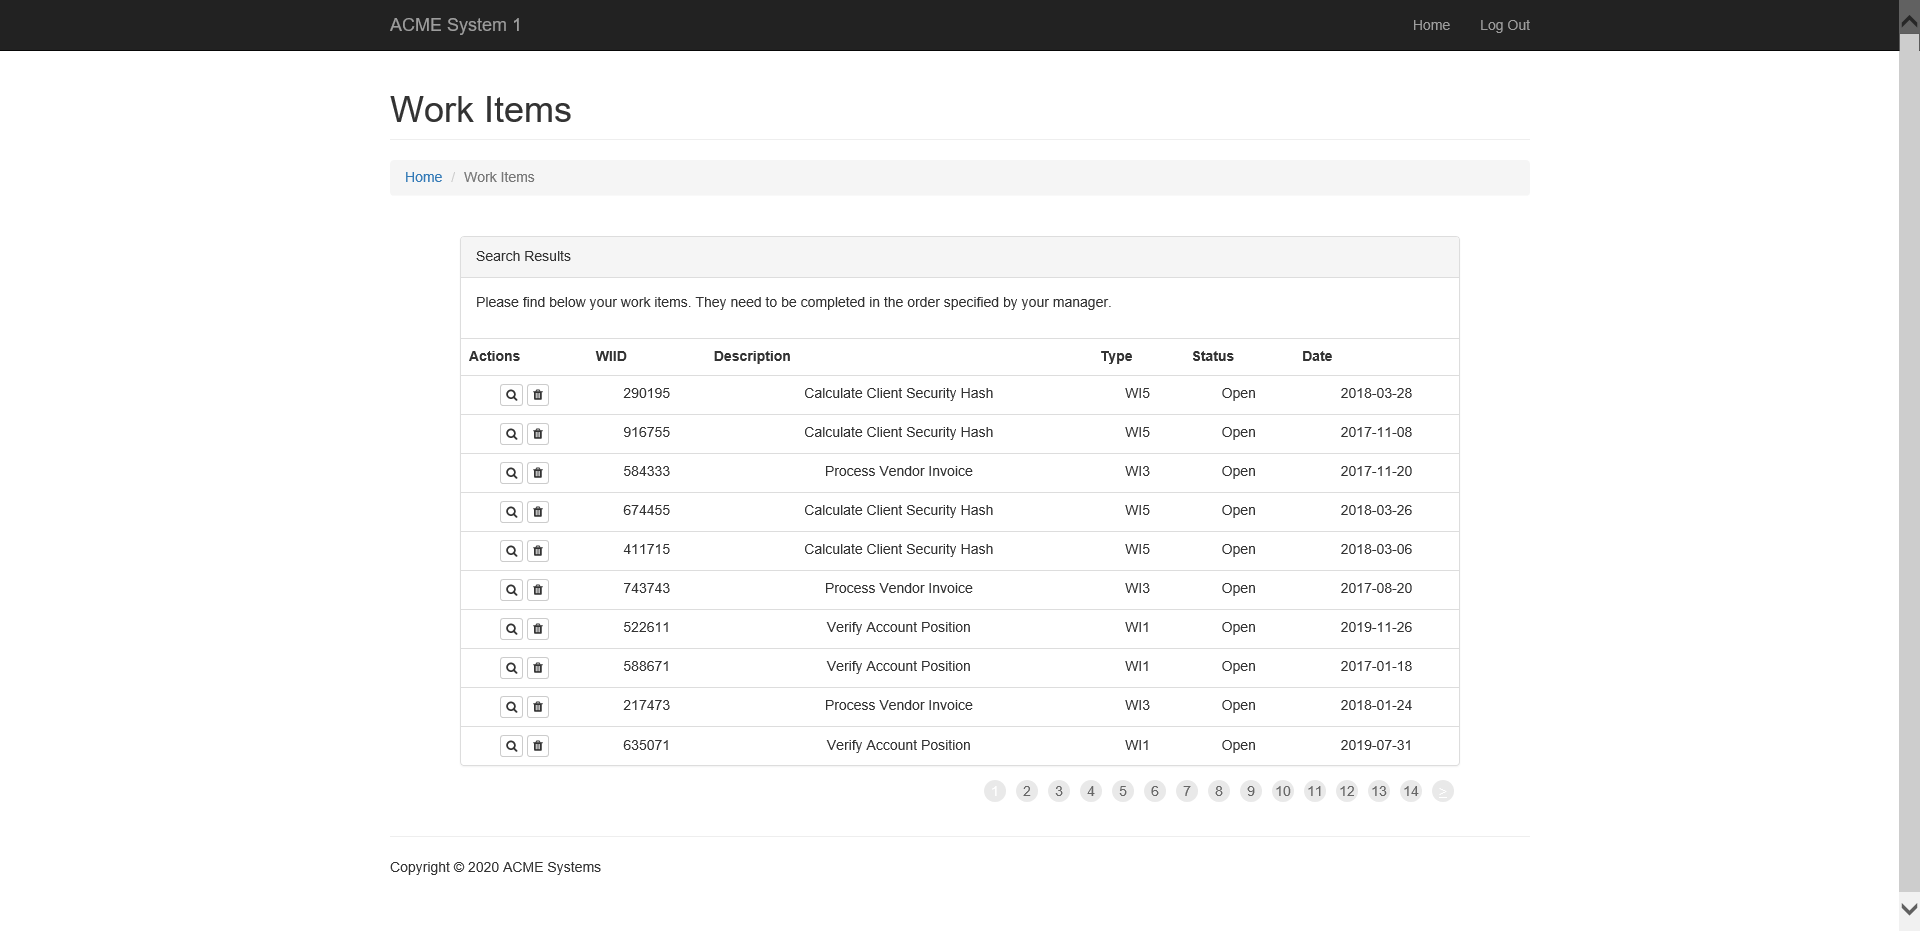 ACME System 1 Home Log Out
Work Items
Home / Work Items
Search Results
Please find below your work items. They need to be completed in the order specified by your manager.
Actions WIID Description Type Status Date
290195 Calculate Client Security Hash WI5 Open 2018-03-28
916755 Calculate Client Security Hash WI5 Open 2017-11-08
584333 Process Vendor Invoice WI3 Open 2017-11-20
674455 Calculate Client Security Hash WI5 Open 2018-03-26
411715 Calculate Client Security Hash WI5 Open 2018-03-06
743743 Process Vendor Invoice WI3 Open 2017-08-20
522611 Verify Account Position WI1 Open 2019-11-26
588671 Verify Account Position WI1 Open 2017-01-18
217473 Process Vendor Invoice WI3 Open 2018-01-24
635071 Verify Account Position WI1 Open 2019-07-31
1 2 3 4 5 6 7 8 9 10 11 12 13 14 >
Copyright © 2020 ACME Systems